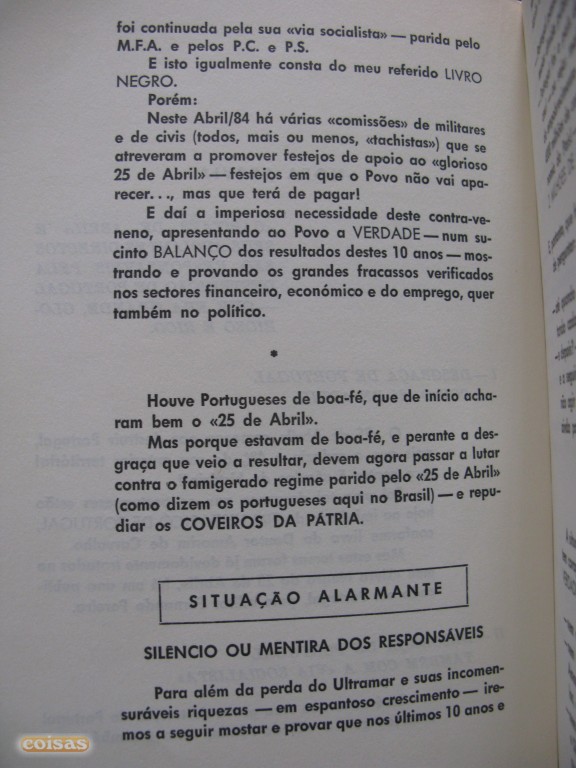 foi continuada pela sua «via socialista» — parida pelo
M.F.A. e pelos P.C. e P.S.
E isto igualmente consta do meu referido LIVRO
NEGRO.
Porém:
Neste Abril/84 há várias «comissões» de militares
e de civis (todos, mais ou menos, «tachistas») que se
atreveram a promover festejos de apoio ao «glorioso
25 de Abril» — festejos em que o Povo não vai apa-
recer..., mas que terá de pagar!
E daí a imperiosa necessidade deste contra-ve-
neno, apresentando ao Povo a VERDADE — num su-
cinto BALANÇO dos resultados destes 10 anos — mos-
trando e provando os grandes fracassos verificados
nos sectores financeiro, económico e do emprego, quer
também no político.
*
Houve Portugueses de boa-fé, que de início acha-
ram bem o «25 de Abril».
Mas porque estavam de boa-fé, e perante a des-
graça que veio a resultar, devem agora passar a lutar
contra o famigerado regime parido pelo «25 de Abril»
(como dizem os portugueses aqui no Brasil) — e repu-
diar os COVEIROS DA PÁTRIA.
SITUAÇÃO ALARMANTE
SILÊNCIO OU MENTIRA DOS RESPONSÁVEIS
Para além da perda do Ultramar e suas incomen-
suráveis riquezas — em espantoso crescimento — ire-
mos a seguir mostar e provar que nos últimos 10 anos e
coisas